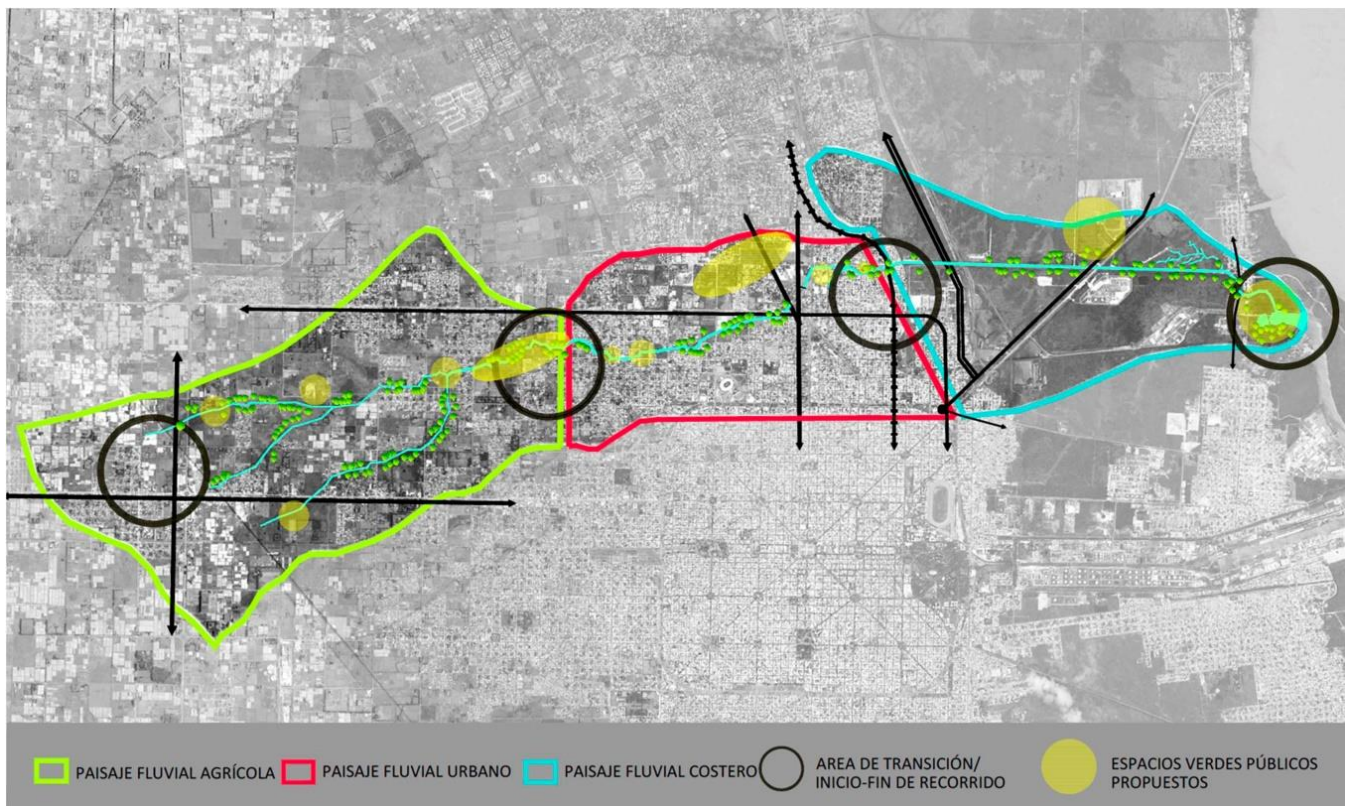 PAISAJE FLUVIAL AGRÍCOLA
PAISAJE FLUVIAL URBANO
PAISAJE FLUVIAL COSTERO
AREA DE TRANSICIÓN/
INICIO-FIN DE RECORRIDO
ESPACIOS VERDES PÚBLICOS
PROPUESTOS